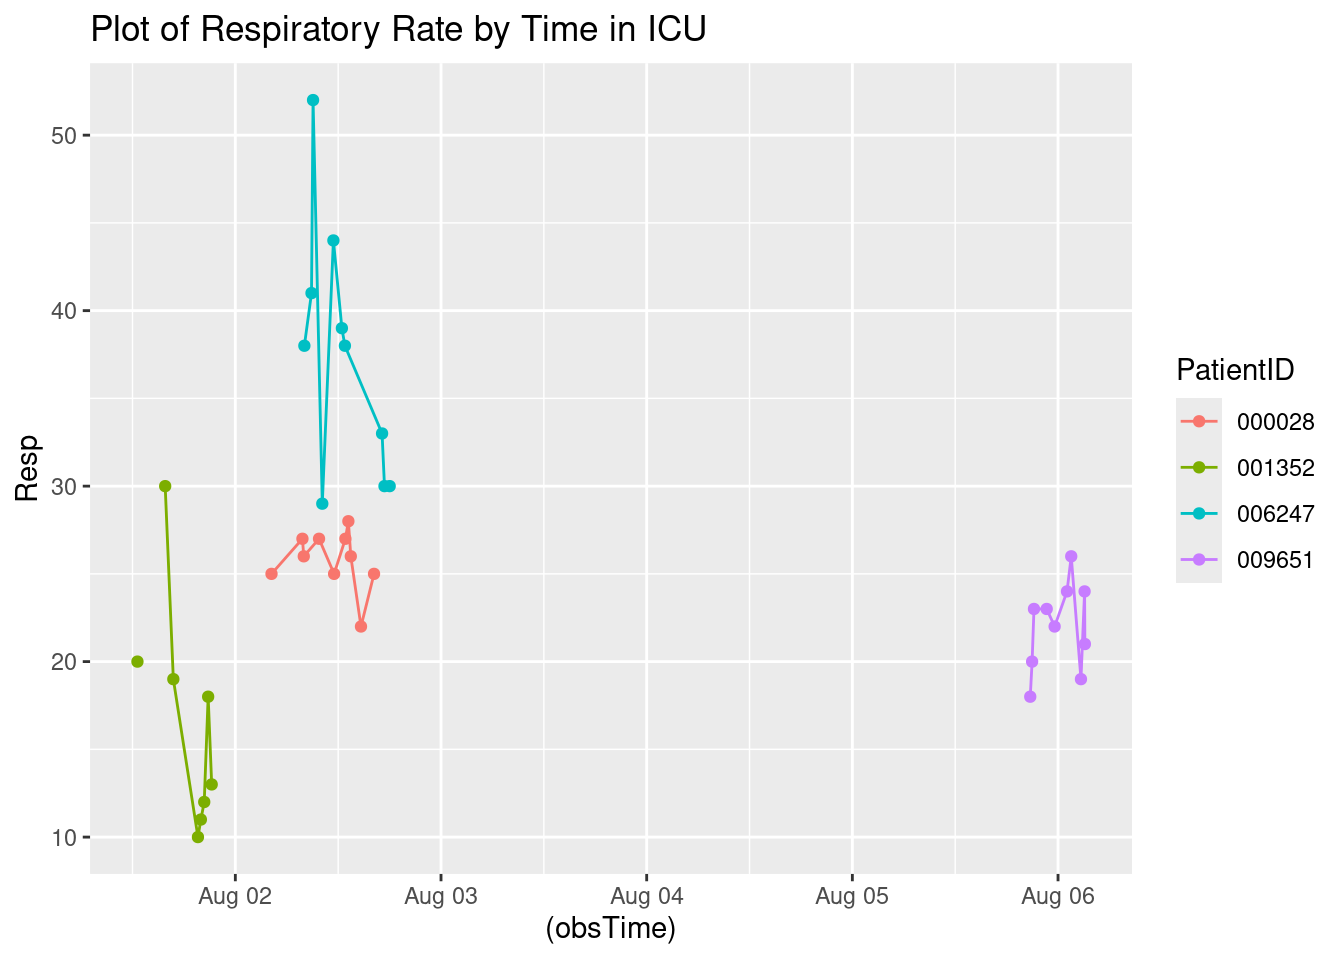 Plot of Respiratory Rate by Time in ICU
50
40
30
20
10
Resp
Aug 02 Aug 03 Aug 04 Aug 05 Aug 06
(obsTime)
PatientID
000028
001352
006247
009651